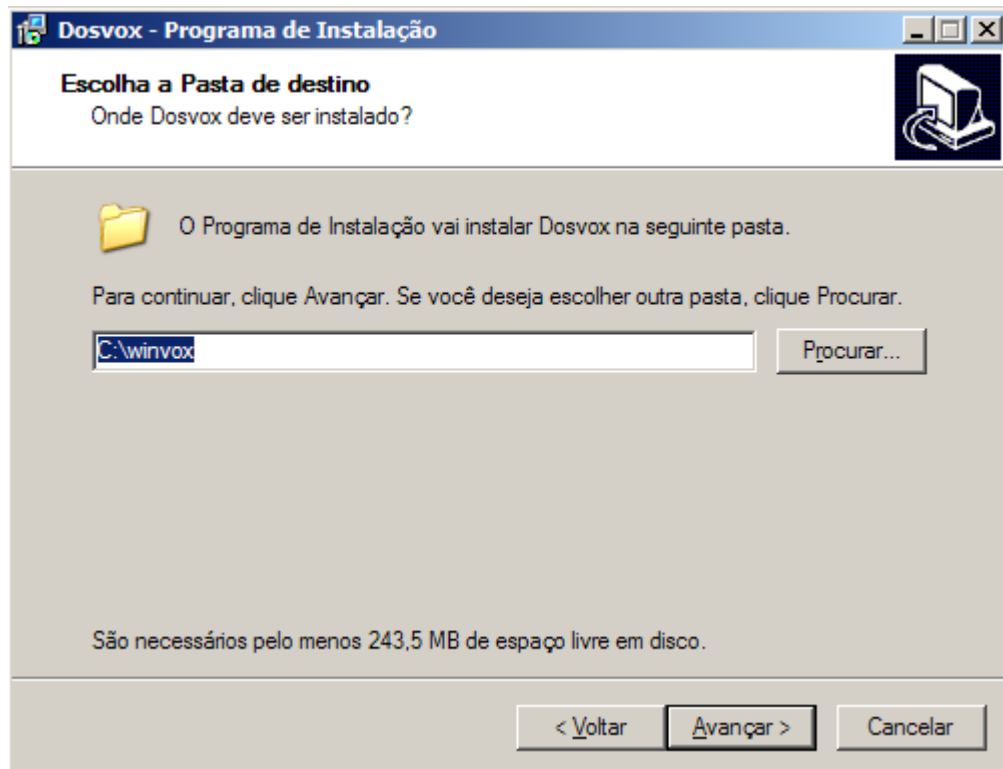 Dosvox - Programa de Instalação
Escolha a Pasta de destino
Onde Dosvox deve ser instalado?
O Programa de Instalação vai instalar Dosvox na seguinte pasta.
Para continuar, clique Avançar. Se você deseja escolher outra pasta, clique Procurar.
C:\winvox
Procurar...
São necessários pelo menos 243,5 MB de espaço livre em disco.
< Voltar
Avançar >
Cancelar